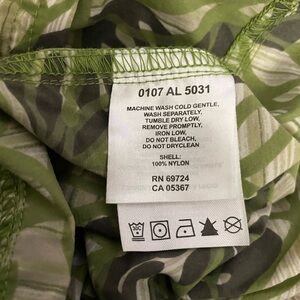 0107 AL 5031
MACHINE WASH COLD GENTLE,
WASH SEPARATELY,
TUMBLE DRY LOW,
REMOVE PROMPTLY,
IRON LOW,
DO NOT BLEACH,
DO NOT DRYCLEAN
SHELL:
100% NYLON
RN 69724
CA 05367